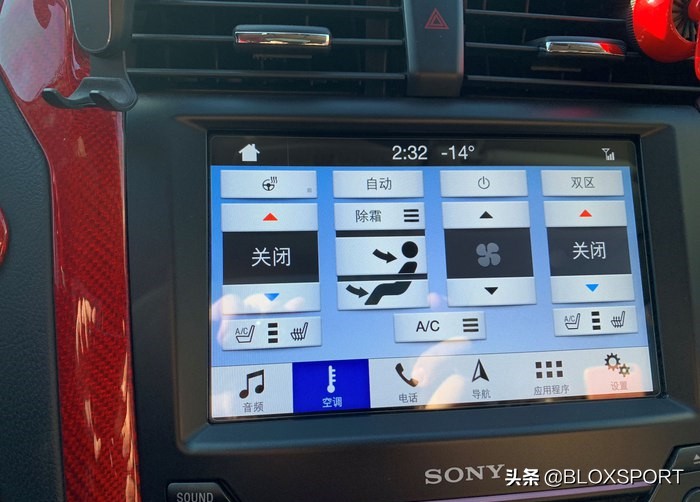 2:32 -14°
自动
双区
除霜
关闭
关闭
A/C
A/C
A/C
音频
空调
电话
导航
应用程序
设置
SOUND
SONY
头条 @BLOXSPORT